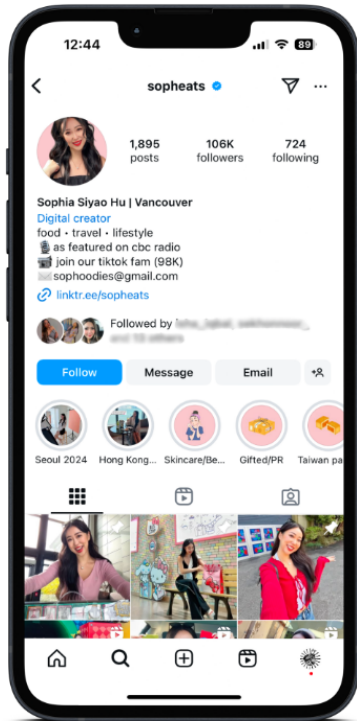 12:44
89
sopheats
1,895 106K 724
posts followers following
Sophia Siyao Hu | Vancouver
Digital creator
food • travel • lifestyle
as featured on cbc radio
join our tiktok fam (98K)
sophoodies@gmail.com
linktr.ee/sopheats
Followed by
Follow Message Email
Seoul 2024 Hong Kong... Skincare/Be... Gifted/PR Taiwan pa